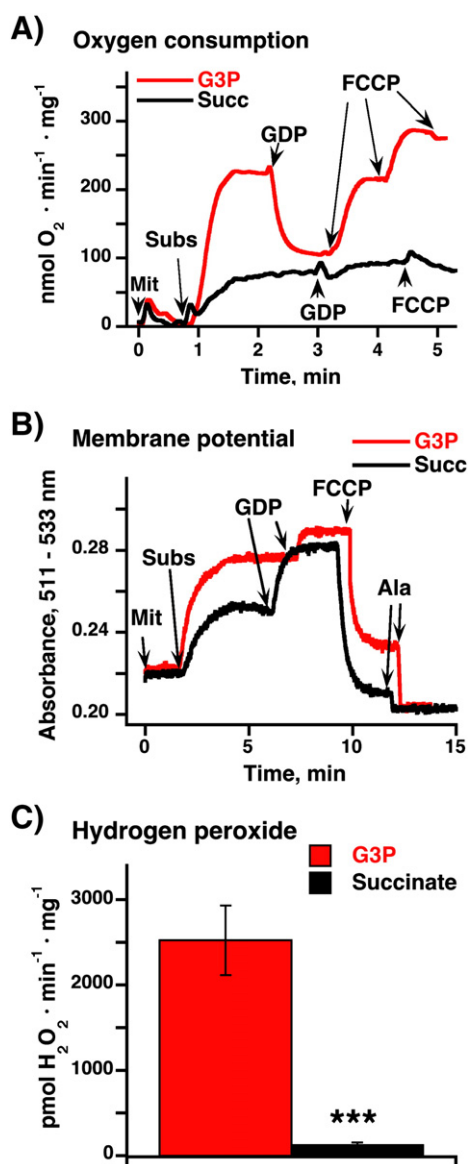 A) Oxygen consumption
G3P
Succ
FCCP
GDP
Subs
Mit
GDP
FCCP
nmol O2 · min-1 · mg-1
300
200
100
0
0 1 2 3 4 5
Time, min
B) Membrane potential
G3P
Succ
FCCP
GDP
Subs
Ala
Mit
Absorbance, 511 - 533 nm
0.28
0.24
0.20
0 5 10 15
Time, min
C) Hydrogen peroxide
G3P
Succinate
pmol H2O2 · min-1 · mg-1
3000
2000
1000
0
***